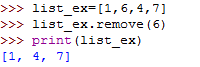 >>> list_ex=[1,6,4,7]
>>> list_ex.remove(6)
>>> print(list_ex)
[1, 4, 7]